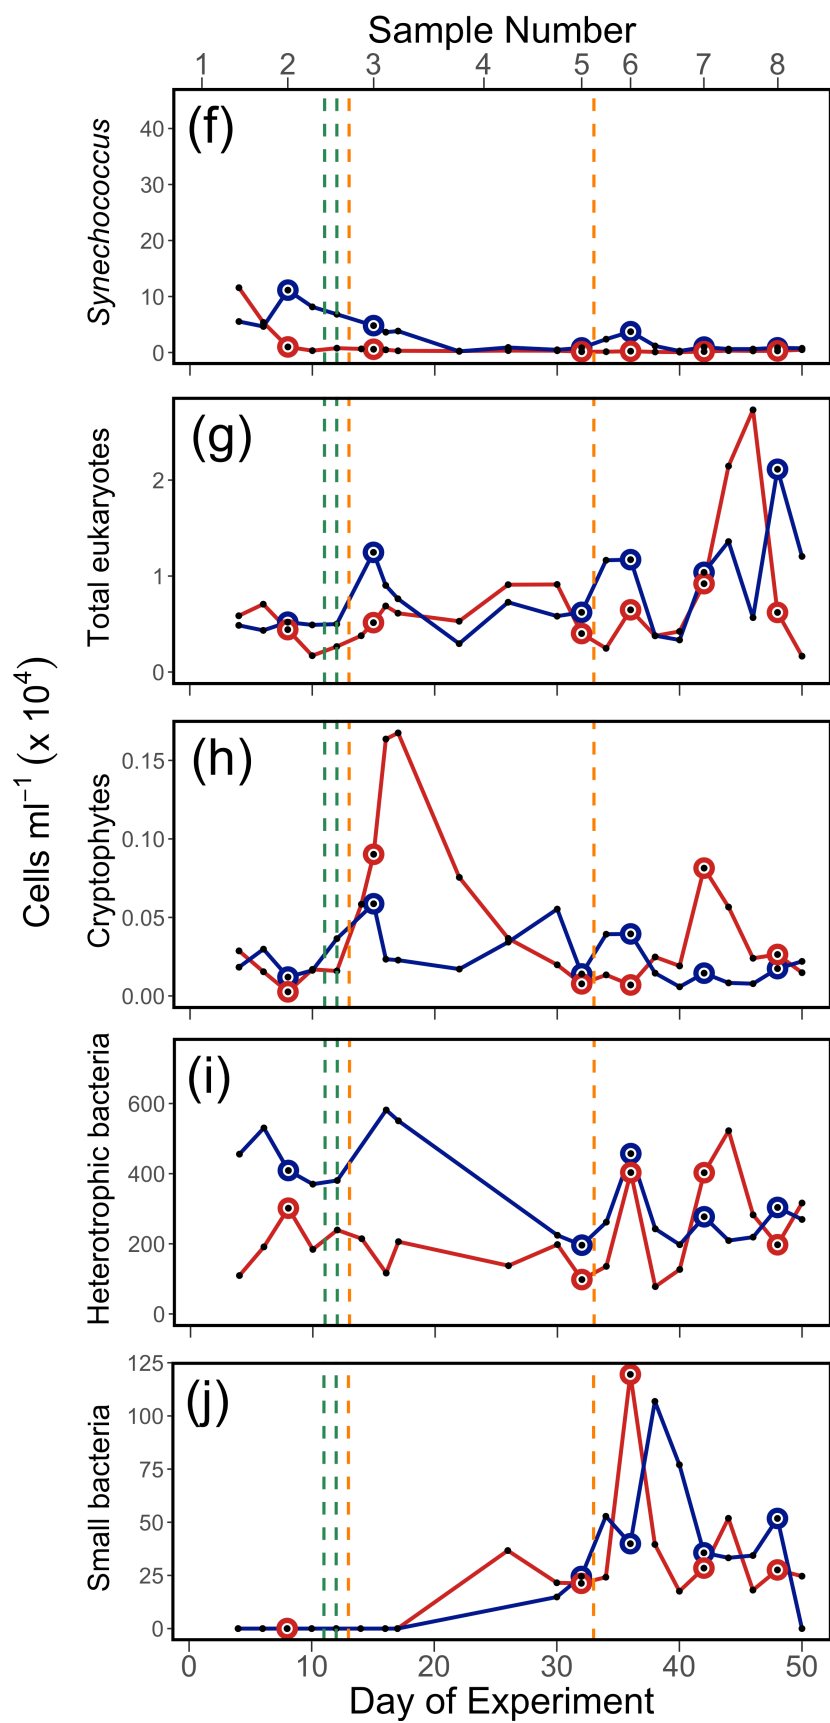 Sample Number
1 2 3 4 5 6 7 8
Cells ml⁻¹ (x 10⁴)
(f)
Synechococcus
40
30
20
10
0
(g)
Total eukaryotes
2
1
0
(h)
Cryptophytes
0.15
0.10
0.05
0.00
(i)
Heterotrophic bacteria
600
400
200
0
(j)
Small bacteria
125
100
75
50
25
0
0 10 20 30 40 50
Day of Experiment